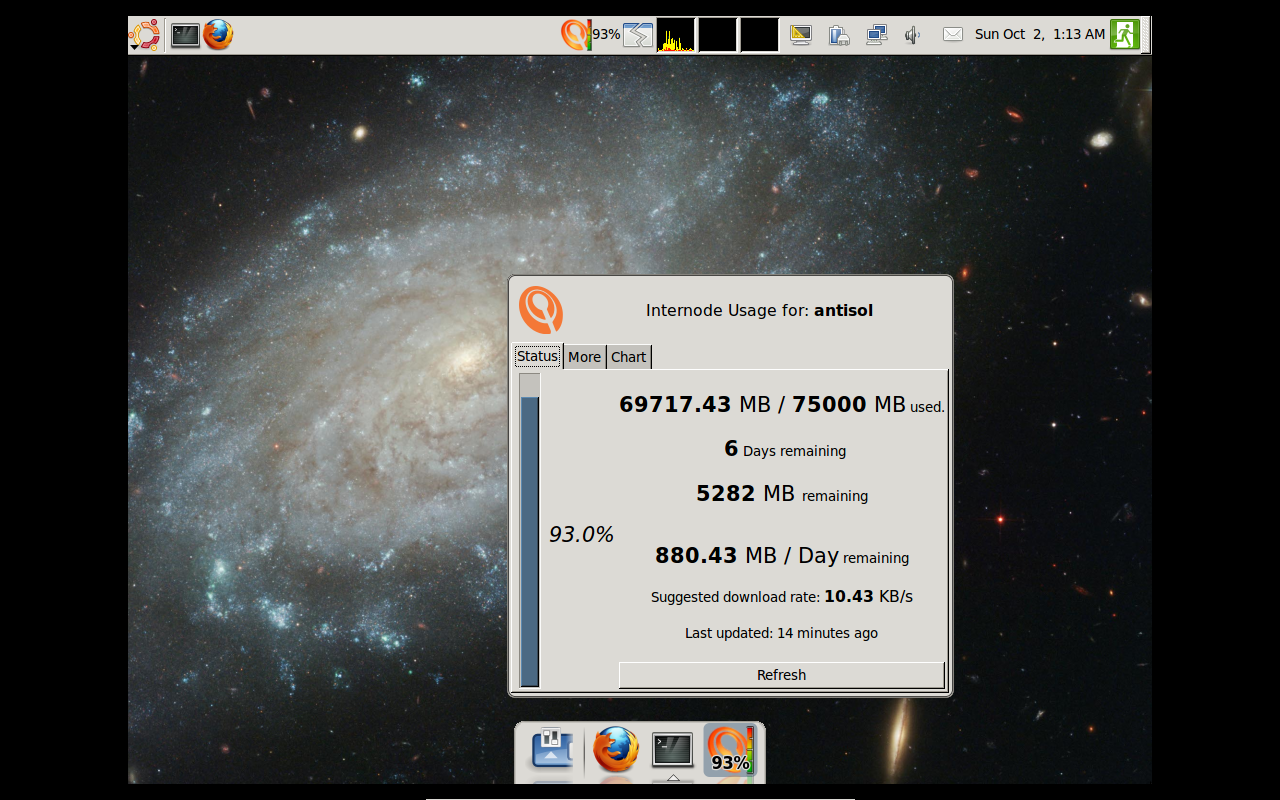 93%
Sun Oct 2, 1:13 AM
Internode Usage for: antisol
Status More Chart
69717.43 MB / 75000 MB used.
6 Days remaining
5282 MB remaining
93.0%
880.43 MB / Day remaining
Suggested download rate: 10.43 KB/s
Last updated: 14 minutes ago
Refresh
93%